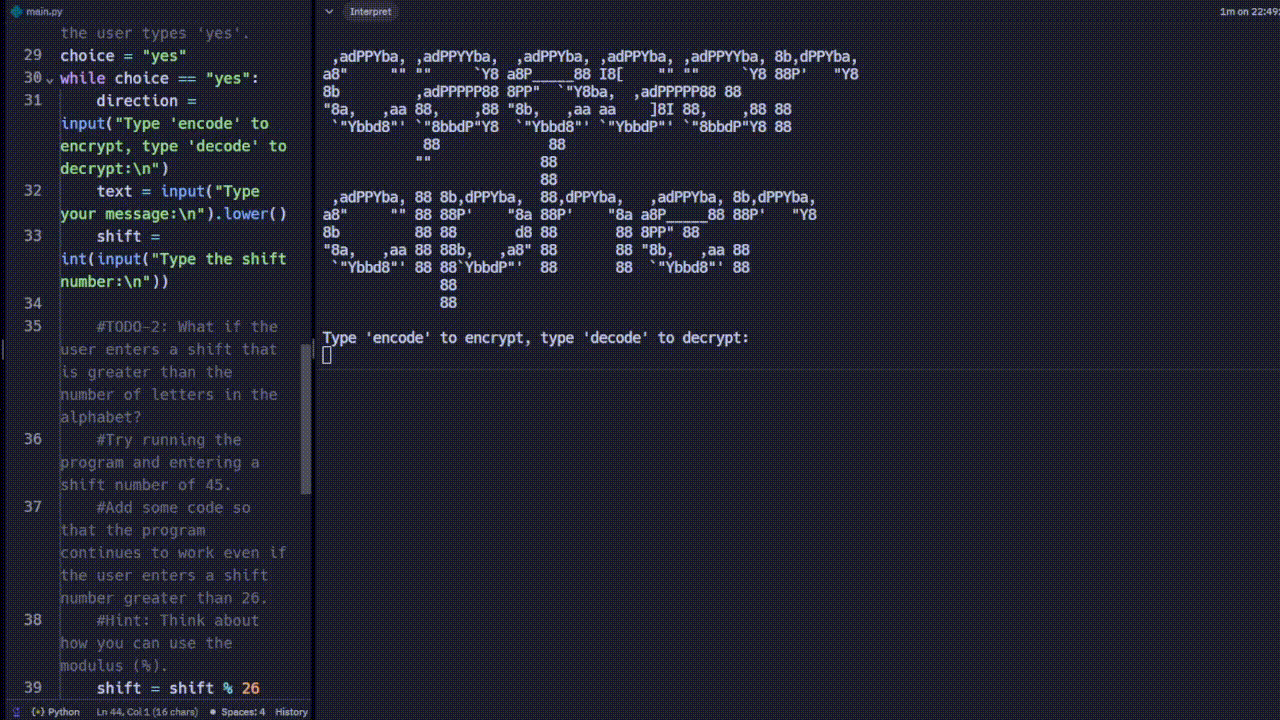 main.py
the user types 'yes'.
29 choice = "yes"
30 while choice == "yes":
31 direction =
input("Type 'encode' to
encrypt, type 'decode' to
decrypt:\n")
32 text = input("Type
your message:\n").lower()
33 shift =
int(input("Type the shift
number:\n"))
34
35 #TODO-2: What if the
user enters a shift that
is greater than the
number of letters in the
alphabet?
36 #Try running the
program and entering a
shift number of 45.
37 #Add some code so
that the program
continues to work even if
the user enters a shift
number greater than 26.
38 #Hint: Think about
how you can use the
modulus (%).
39 shift = shift % 26
Python Ln 44, Col 1 (16 chars) Spaces: 4 History
Interpret 1m on 22:49:
 ,adPPYba, ,adPPYYba,  ,adPPYba, ,adPPYba, ,adPPYYba, 8b,dPPYba,
a8"     "" ""     `Y8 a8P_____88 I8[    "" ""     `Y8 88P'   "Y8
8b         ,adPPPPP88 8PP"  `"Y8ba,  ,adPPPPP88 88
"8a,   ,aa 88,    ,88 "8b,   ,aa aa    ]8I 88,    ,88 88
 `"Ybbd8"' `"8bbdP"Y8  `"Ybbd8"' `"YbbdP"' `"8bbdP"Y8 88
            88             88
           ""             88
                          88
 ,adPPYba, 88 8b,dPPYba,  88,dPPYba,   ,adPPYba, 8b,dPPYba,
a8"     "" 88 88P'    "8a 88P'    "8a a8P_____88 88P'   "Y8
8b         88 88       d8 88       88 8PP" 88
"8a,   ,aa 88 88b,   ,a8" 88       88 "8b,   ,aa 88
 `"Ybbd8"' 88 88`YbbdP"'  88       88  `"Ybbd8"' 88
              88
              88
Type 'encode' to encrypt, type 'decode' to decrypt: